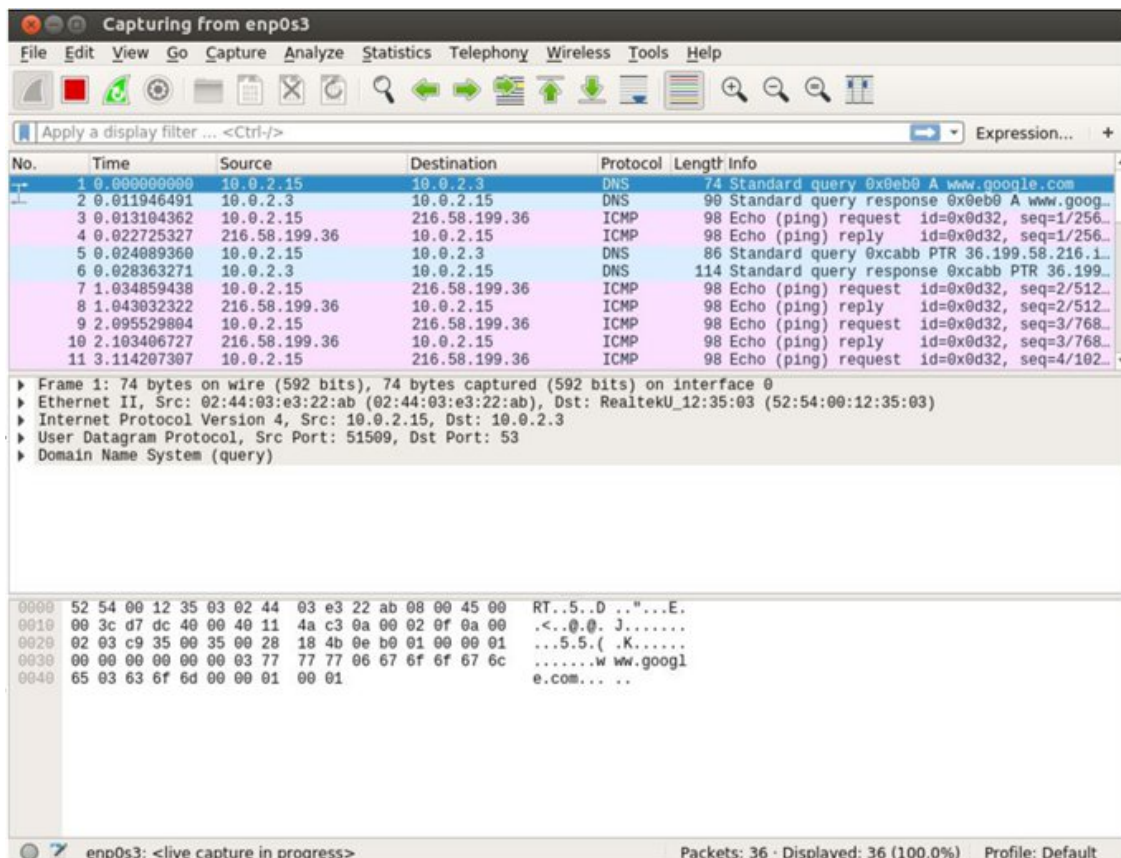 Capturing from enp0s3
File Edit View Go Capture Analyze Statistics Telephony Wireless Tools Help
Apply a display filter ... <Ctrl-/> Expression... +
No. Time Source Destination Protocol Length Info
1 0.000000000 10.0.2.15 10.0.2.3 DNS 74 Standard query 0x0eb0 A www.google.com
2 0.011946491 10.0.2.3 10.0.2.15 DNS 90 Standard query response 0x0eb0 A www.goog…
3 0.013104362 10.0.2.15 216.58.199.36 ICMP 98 Echo (ping) request id=0x0d32, seq=1/256…
4 0.022725327 216.58.199.36 10.0.2.15 ICMP 98 Echo (ping) reply id=0x0d32, seq=1/256…
5 0.024089360 10.0.2.15 10.0.2.3 DNS 86 Standard query 0xcabb PTR 36.199.58.216.i…
6 0.028363271 10.0.2.3 10.0.2.15 DNS 114 Standard query response 0xcabb PTR 36.199…
7 1.034859438 10.0.2.15 216.58.199.36 ICMP 98 Echo (ping) request id=0x0d32, seq=2/512…
8 1.043032322 216.58.199.36 10.0.2.15 ICMP 98 Echo (ping) reply id=0x0d32, seq=2/512…
9 2.095529804 10.0.2.15 216.58.199.36 ICMP 98 Echo (ping) request id=0x0d32, seq=3/768…
10 2.103406727 216.58.199.36 10.0.2.15 ICMP 98 Echo (ping) reply id=0x0d32, seq=3/768…
11 3.114207307 10.0.2.15 216.58.199.36 ICMP 98 Echo (ping) request id=0x0d32, seq=4/102…
Frame 1: 74 bytes on wire (592 bits), 74 bytes captured (592 bits) on interface 0
Ethernet II, Src: 02:44:03:e3:22:ab (02:44:03:e3:22:ab), Dst: RealtekU_12:35:03 (52:54:00:12:35:03)
Internet Protocol Version 4, Src: 10.0.2.15, Dst: 10.0.2.3
User Datagram Protocol, Src Port: 51509, Dst Port: 53
Domain Name System (query)
0000 52 54 00 12 35 03 02 44 03 e3 22 ab 08 00 45 00 RT..5..D .."...E.
0010 00 3c d7 dc 40 00 40 11 4a c3 0a 00 02 0f 0a 00 .<..@.@. J.......
0020 02 03 c9 35 00 35 00 28 18 4b 0e b0 01 00 00 01 ...5.5.( .K......
0030 00 00 00 00 00 00 03 77 77 77 06 67 6f 6f 67 6c .......w ww.googl
0040 65 03 63 6f 6d 00 00 01 00 01 e.com... ..
enp0s3: <live capture in progress> Packets: 36 · Displayed: 36 (100.0%) Profile: Default